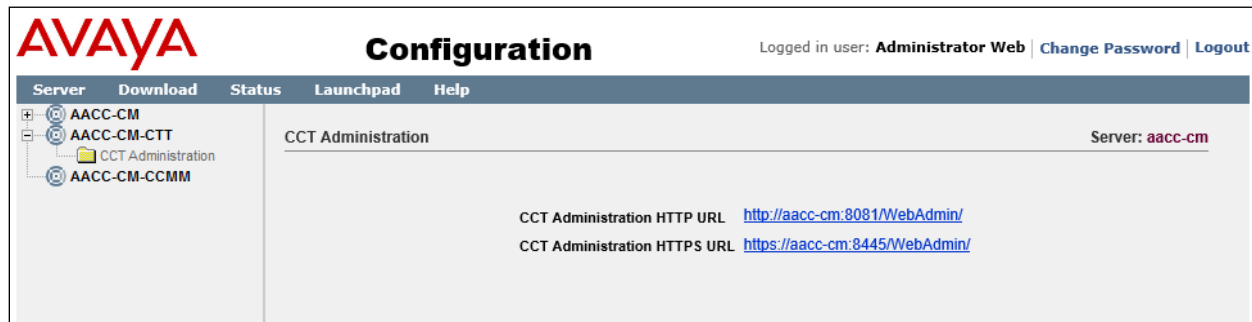 AVAYA
Configuration
Logged in user: Administrator Web | Change Password | Logout
Server Download Status Launchpad Help
AACC-CM
AACC-CM-CTT
CCT Administration
AACC-CM-CCMM
CCT Administration Server: aacc-cm
CCT Administration HTTP URL http://aacc-cm:8081/WebAdmin/
CCT Administration HTTPS URL https://aacc-cm:8445/WebAdmin/